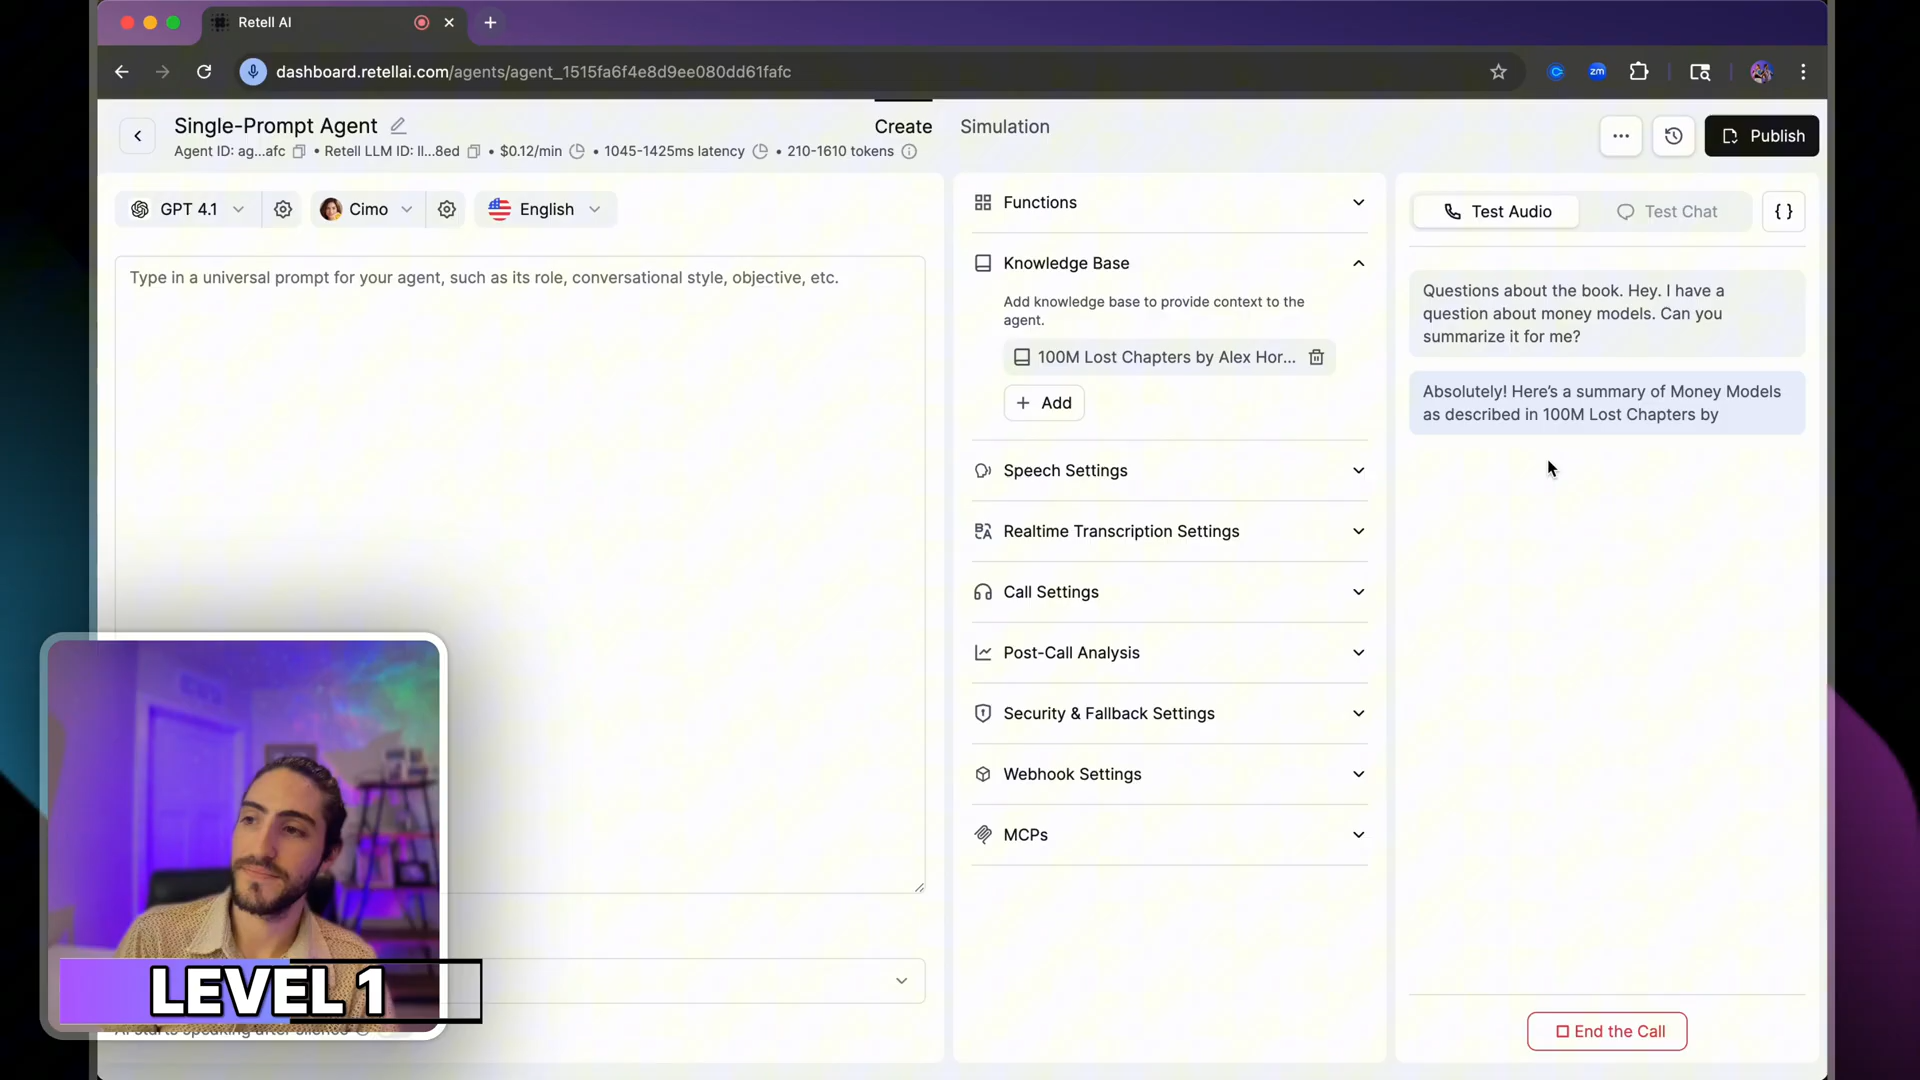 Retell AI
dashboard.retellai.com/agents/agent_1515fa6f4e8d9ee080dd61fafc
zm
Single-Prompt Agent
Create
Simulation
Agent ID: ag...afc • Retell LLM ID: ll...8ed • $0.12/min • 1045-1425ms latency • 210-1610 tokens
Publish
GPT 4.1
Cimo
English
Type in a universal prompt for your agent, such as its role, conversational style, objective, etc.
Functions
Knowledge Base
Add knowledge base to provide context to the
agent.
100M Lost Chapters by Alex Hor...
+ Add
Speech Settings
Realtime Transcription Settings
Call Settings
Post-Call Analysis
Security & Fallback Settings
Webhook Settings
MCPs
Test Audio
Test Chat
{ }
Questions about the book. Hey. I have a
question about money models. Can you
summarize it for me?
Absolutely! Here's a summary of Money Models
as described in 100M Lost Chapters by
End the Call
LEVEL 1